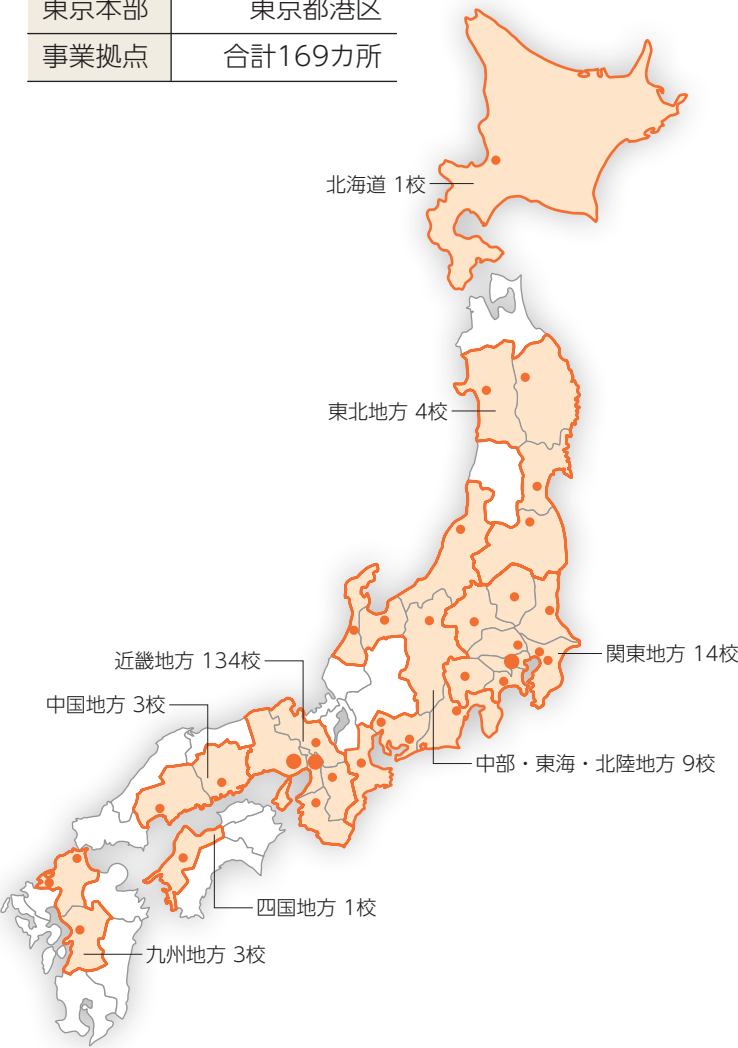 東京本部 東京都港区
事業拠点 合計169カ所
北海道 1校
東北地方 4校
関東地方 14校
近畿地方 134校
中国地方 3校
中部・東海・北陸地方 9校
四国地方 1校
九州地方 3校